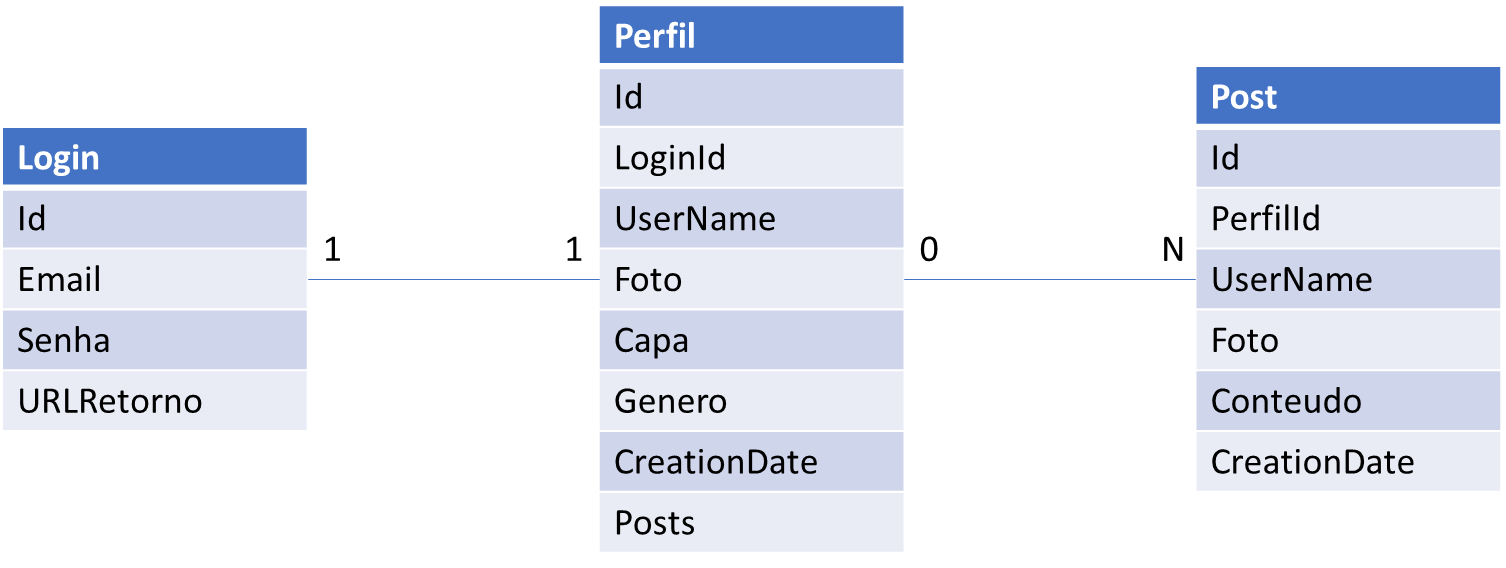 Login
Id
Email
Senha
URLRetorno
1
1
Perfil
Id
LoginId
UserName
Foto
Capa
Genero
CreationDate
Posts
0
N
Post
Id
PerfilId
UserName
Foto
Conteudo
CreationDate